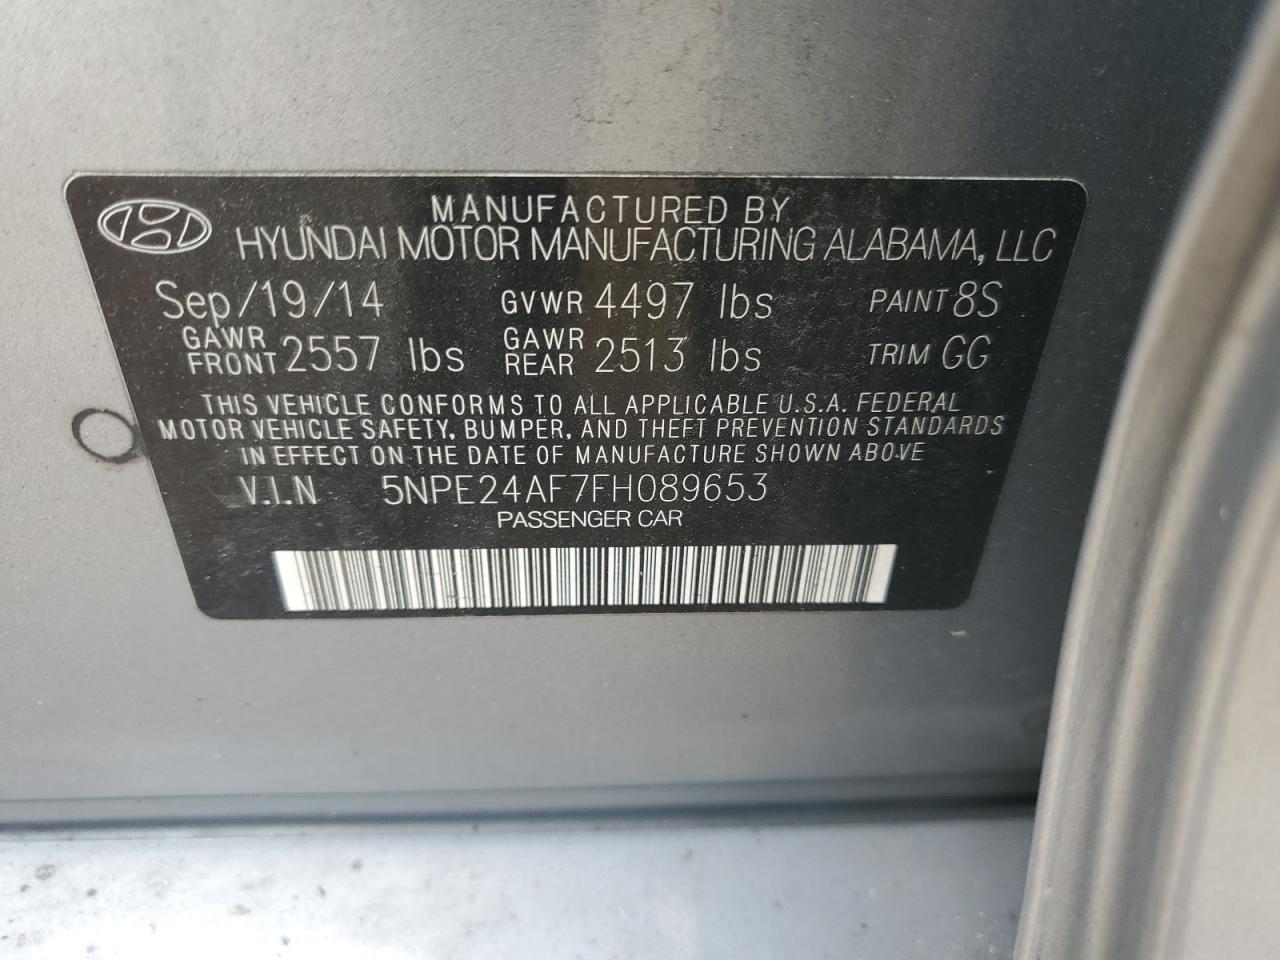 MANUFACTURED BY
HYUNDAI MOTOR MANUFACTURING ALABAMA, LLC
Sep/19/14 GVWR 4497 lbs PAINT 8S
GAWR FRONT 2557 lbs GAWR REAR 2513 lbs TRIM GG
THIS VEHICLE CONFORMS TO ALL APPLICABLE U.S.A. FEDERAL
MOTOR VEHICLE SAFETY, BUMPER, AND THEFT PREVENTION STANDARDS
IN EFFECT ON THE DATE OF MANUFACTURE SHOWN ABOVE
V.I.N 5NPE24AF7FH089653
PASSENGER CAR